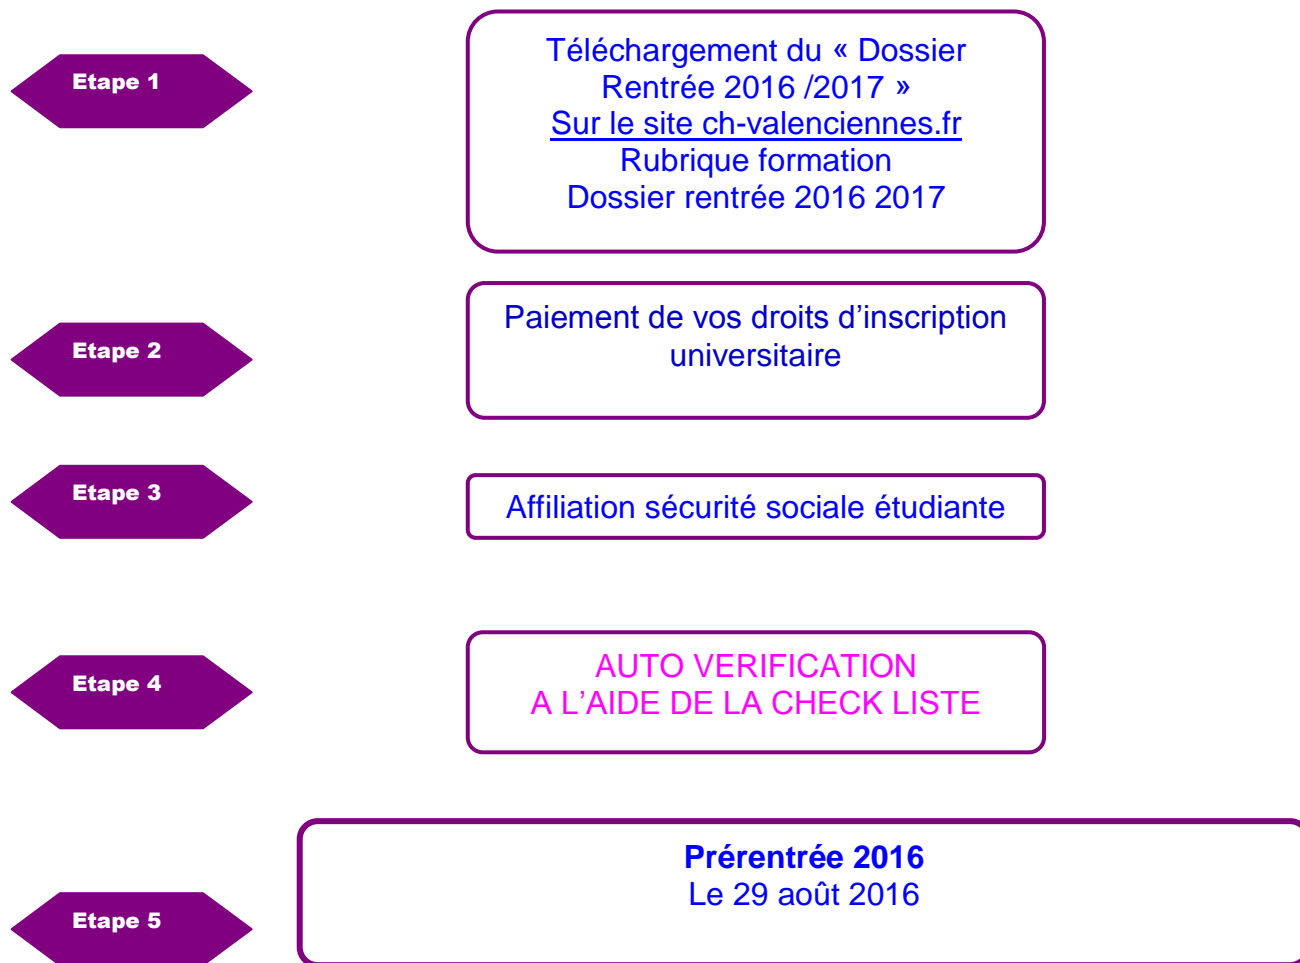 Etape 1
Téléchargement du « Dossier
Rentrée 2016 /2017 »
Sur le site ch-valenciennes.fr
Rubrique formation
Dossier rentrée 2016 2017
Etape 2
Paiement de vos droits d’inscription
universitaire
Etape 3
Affiliation sécurité sociale étudiante
Etape 4
AUTO VERIFICATION
A L’AIDE DE LA CHECK LISTE
Etape 5
Prérentrée 2016
Le 29 août 2016